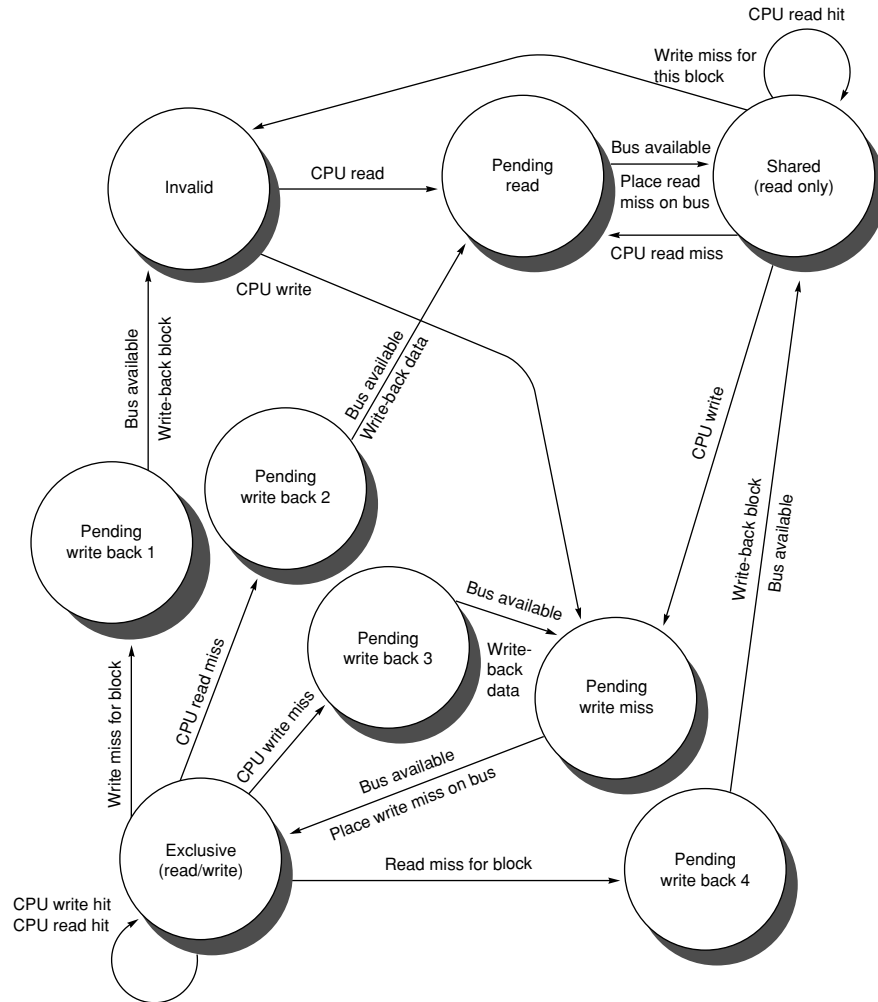 CPU read hit
Write miss for
this block
Invalid
CPU read
Pending
read
Bus available
Place read
miss on bus
Shared
(read only)
CPU read miss
CPU write
Bus available
Write-back block
Bus available
Write-back data
CPU write
Pending
write back 1
Pending
write back 2
Write-back block
Bus available
Pending
write back 3
Bus available
Write-
back
data
Pending
write miss
Write miss for block
CPU read miss
CPU write miss
Bus available
Place write miss on bus
Exclusive
(read/write)
Read miss for block
Pending
write back 4
CPU write hit
CPU read hit